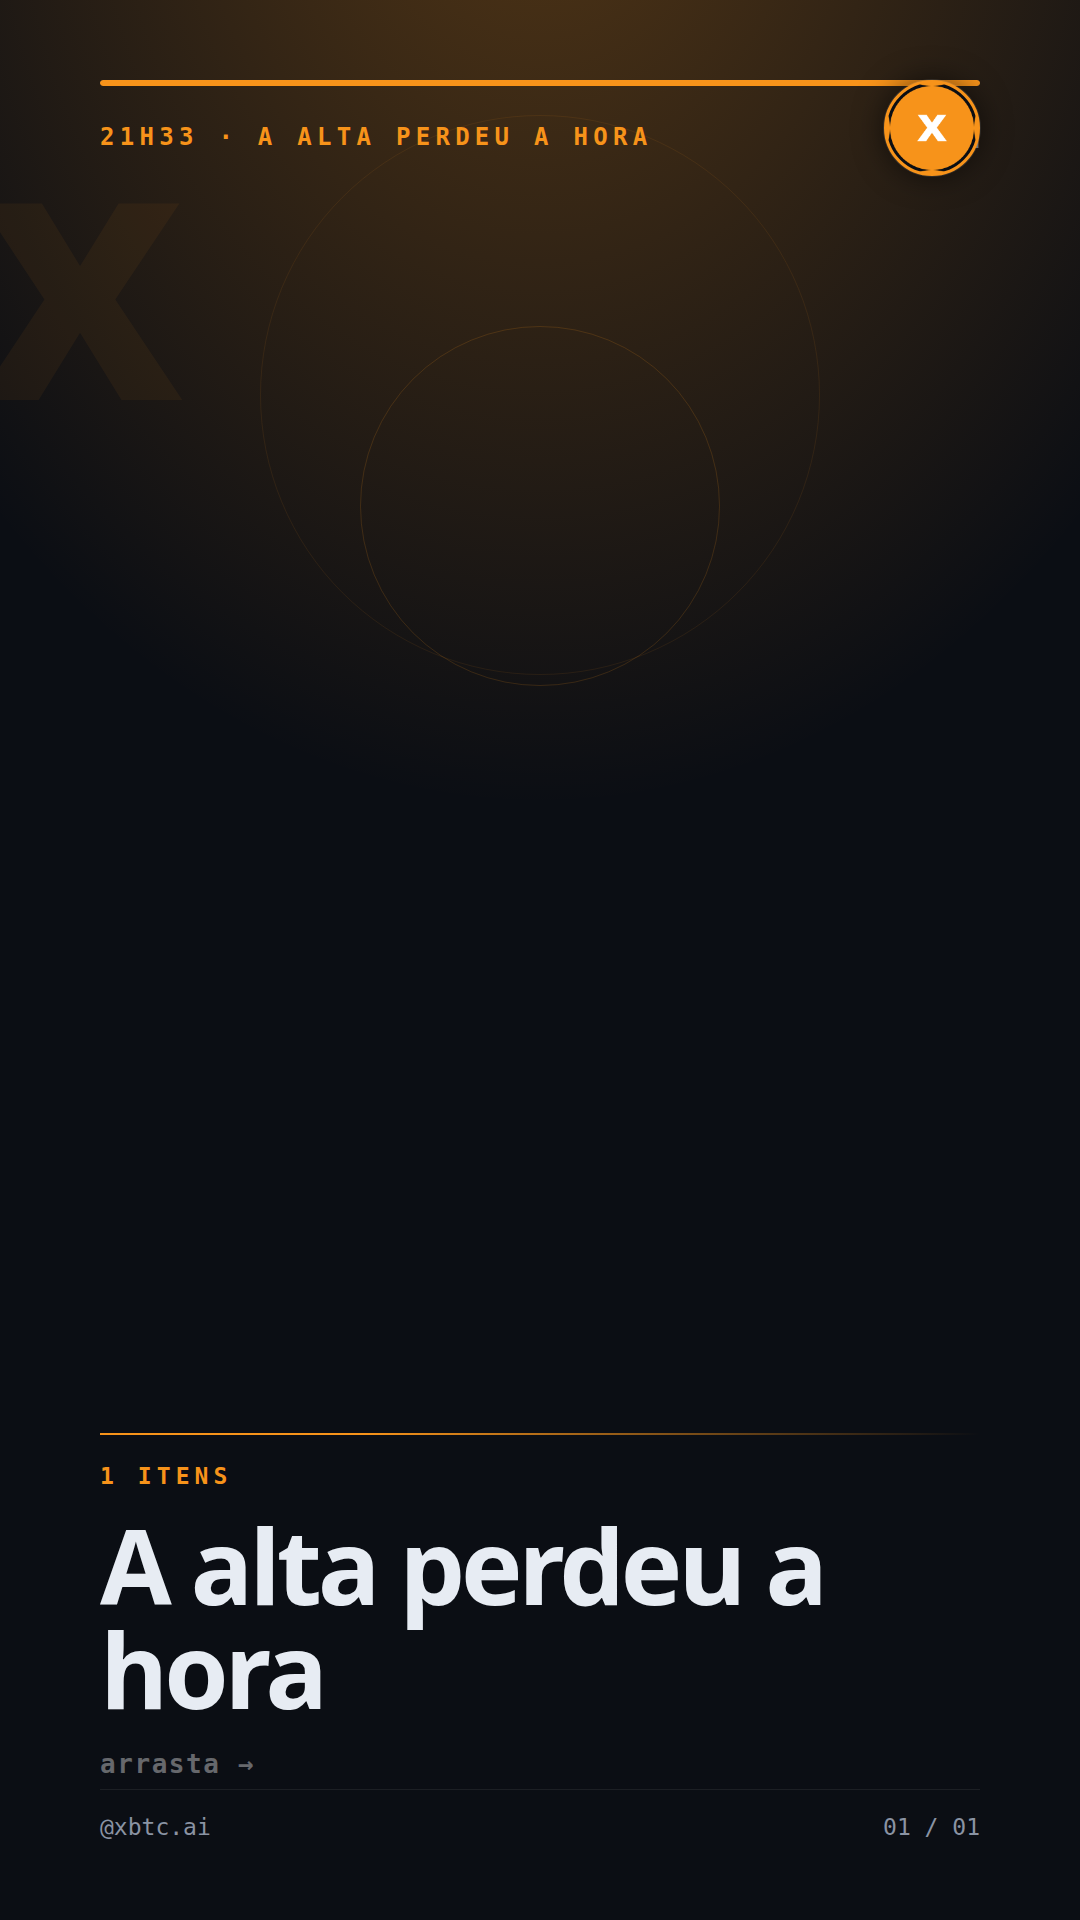 21H33 · A ALTA PERDEU A HORA
X
X
1 ITENS
A alta perdeu a
hora
arrasta →
@xbtc.ai
01 / 01